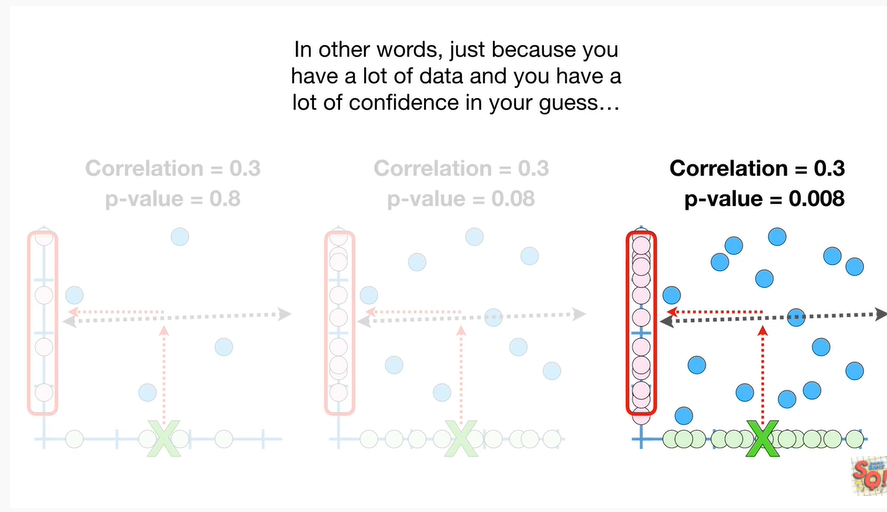 In other words, just because you
have a lot of data and you have a
lot of confidence in your guess…
Correlation = 0.3
p-value = 0.8
Correlation = 0.3
p-value = 0.08
Correlation = 0.3
p-value = 0.008
X
X
X
SQ!